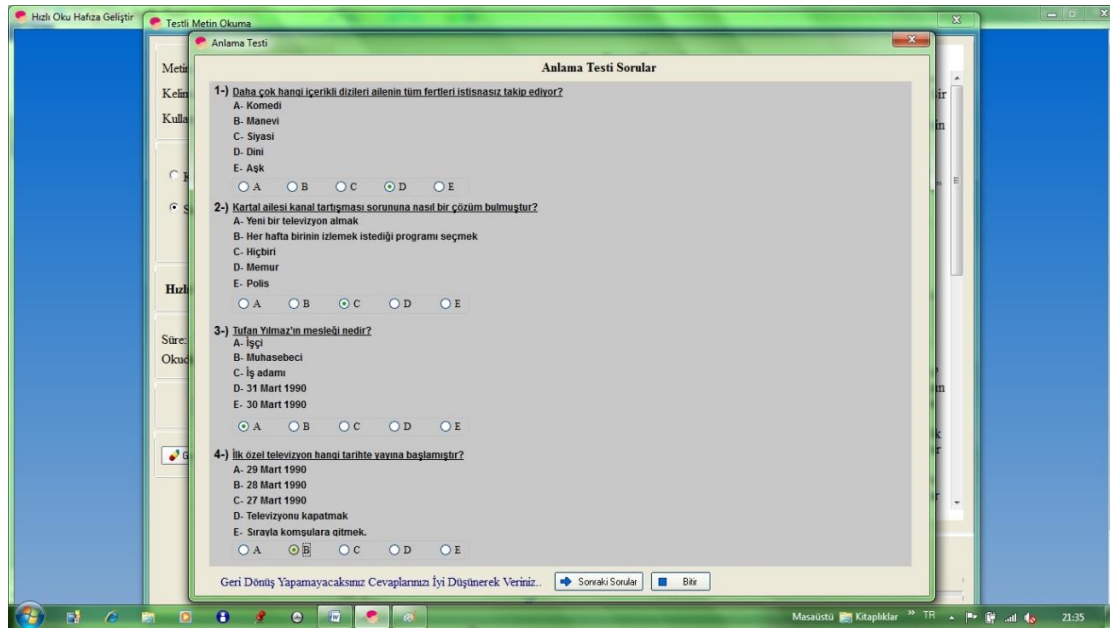 Hızlı Oku Hafıza Geliştir
Testli Metin Okuma
Anlama Testi
Anlama Testi Sorular
1-) Daha çok hangi içerikli dizileri ailenin tüm fertleri istisnasız takip ediyor?
A- Komedi
B- Manevi
C- Siyasi
D- Dini
E- Aşk
A B C D E
2-) Kartal ailesi kanal tartışması sorununa nasıl bir çözüm bulmuştur?
A- Yeni bir televizyon almak
B- Her hafta birinin izlemek istediği programı seçmek
C- Hiçbiri
D- Memur
E- Polis
A B C D E
3-) Tufan Yılmaz'ın mesleği nedir?
A- İşçi
B- Muhasebeci
C- İş adamı
D- 31 Mart 1990
E- 30 Mart 1990
A B C D E
4-) İlk özel televizyon hangi tarihte yayına başlamıştır?
A- 29 Mart 1990
B- 28 Mart 1990
C- 27 Mart 1990
D- Televizyonu kapatmak
E- Sırayla komşulara gitmek.
A B C D E
Geri Dönüş Yapamayacaksınız Cevaplarınızı İyi Düşünerek Veriniz.. Sonraki Sorular Bitir
Süre:
Masaüstü Kitaplıklar » TR 21:35